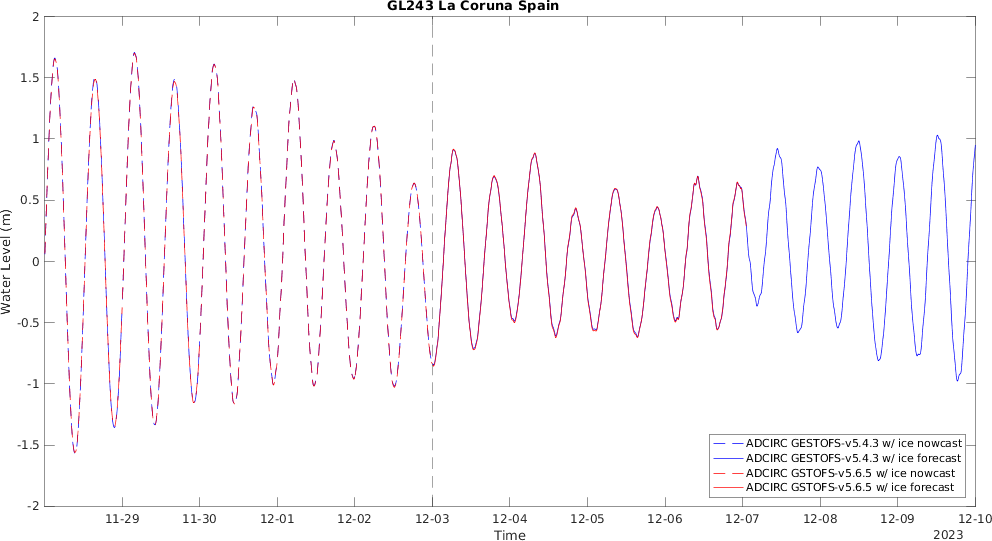 GL243 La Coruna Spain
2
1.5
1
0.5
0
-0.5
-1
-1.5
-2
Water Level (m)
ADCIRC GESTOFS-v5.4.3 w/ ice nowcast
ADCIRC GESTOFS-v5.4.3 w/ ice forecast
ADCIRC GSTOFS-v5.6.5 w/ ice nowcast
ADCIRC GSTOFS-v5.6.5 w/ ice forecast
11-29 11-30 12-01 12-02 12-03 12-04 12-05 12-06 12-07 12-08 12-09 12-10
Time
2023